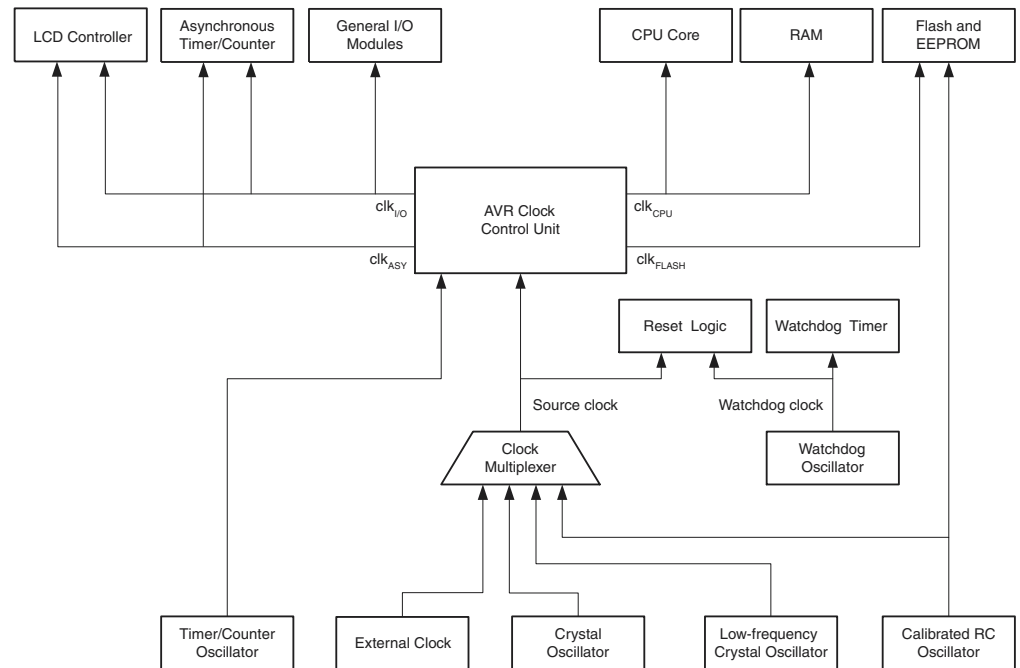 LCD Controller
Asynchronous
Timer/Counter
General I/O
Modules
CPU Core
RAM
Flash and
EEPROM
clkI/O
AVR Clock
Control Unit
clkCPU
clkASY
clkFLASH
Reset Logic
Watchdog Timer
Source clock
Watchdog clock
Clock
Multiplexer
Watchdog
Oscillator
Timer/Counter
Oscillator
External Clock
Crystal
Oscillator
Low-frequency
Crystal Oscillator
Calibrated RC
Oscillator